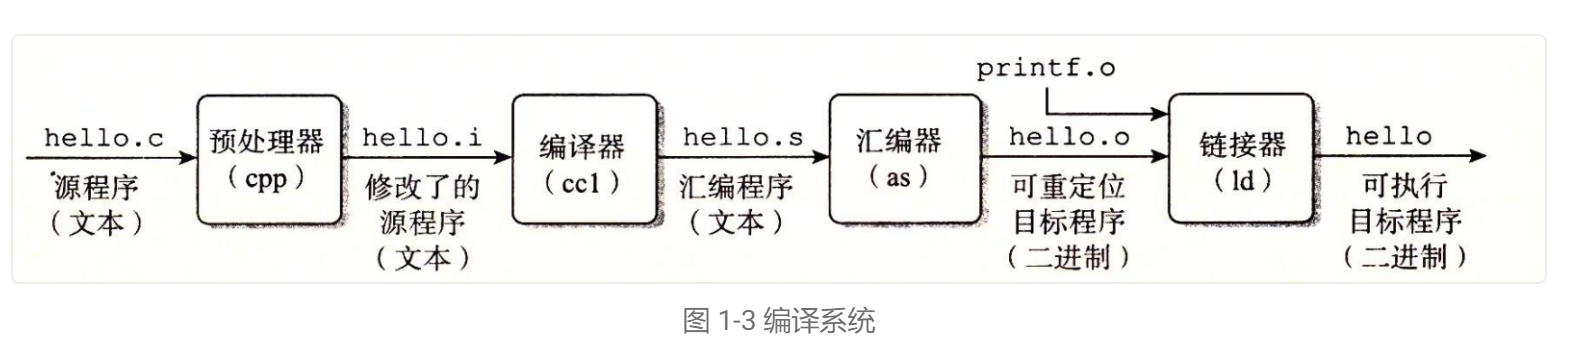 printf.o
hello.c
预处理器
（cpp）
hello.i
编译器
（cc1）
hello.s
汇编器
（as）
hello.o
链接器
（ld）
hello
源程序
（文本）
修改了的
源程序
（文本）
汇编程序
（文本）
可重定位
目标程序
（二进制）
可执行
目标程序
（二进制）
图 1-3 编译系统